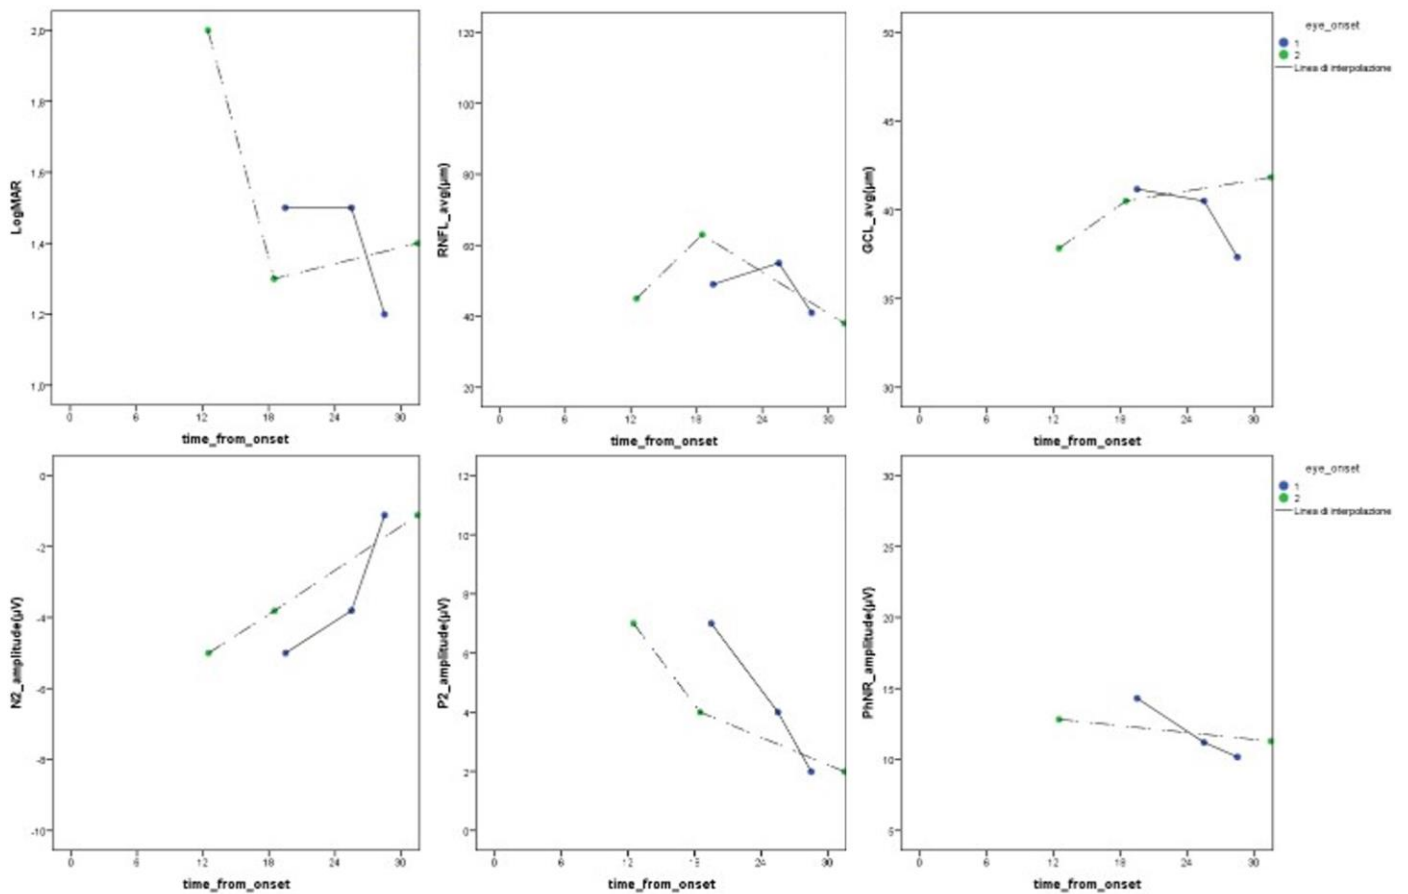 2,0
1,8
1,6
1,4
1,2
1,0
LogMAR
0 6 12 18 24 30
time_from_onset
120
100
80
60
40
20
RNFL_avg(µm)
0 6 12 18 24 30
time_from_onset
50
45
40
35
30
GCL_avg(µm)
0 6 12 18 24 30
time_from_onset
eye_onset
1
2
Linea di interpolazione
0
-2
-4
-6
-8
-10
N2_amplitude(µV)
0 6 12 18 24 30
time_from_onset
12
10
8
6
4
2
0
P2_amplitude(µV)
0 6 12 18 24 30
time_from_onset
30
25
20
15
10
5
PhNR_amplitude(µV)
0 6 12 18 24 30
time_from_onset
eye_onset
1
2
Linea di interpolazione